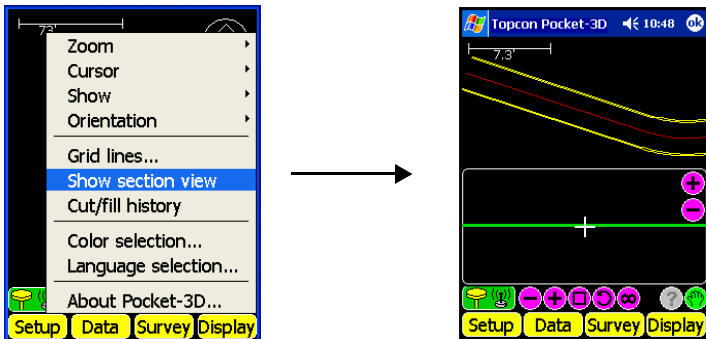 73'
Zoom
Cursor
Show
Orientation
Grid lines...
Show section view
Cut/fill history
Color selection...
Language selection...
About Pocket-3D...
Setup Data Survey Display
Topcon Pocket-3D 10:48 ok
7.3'
?
Setup Data Survey Display